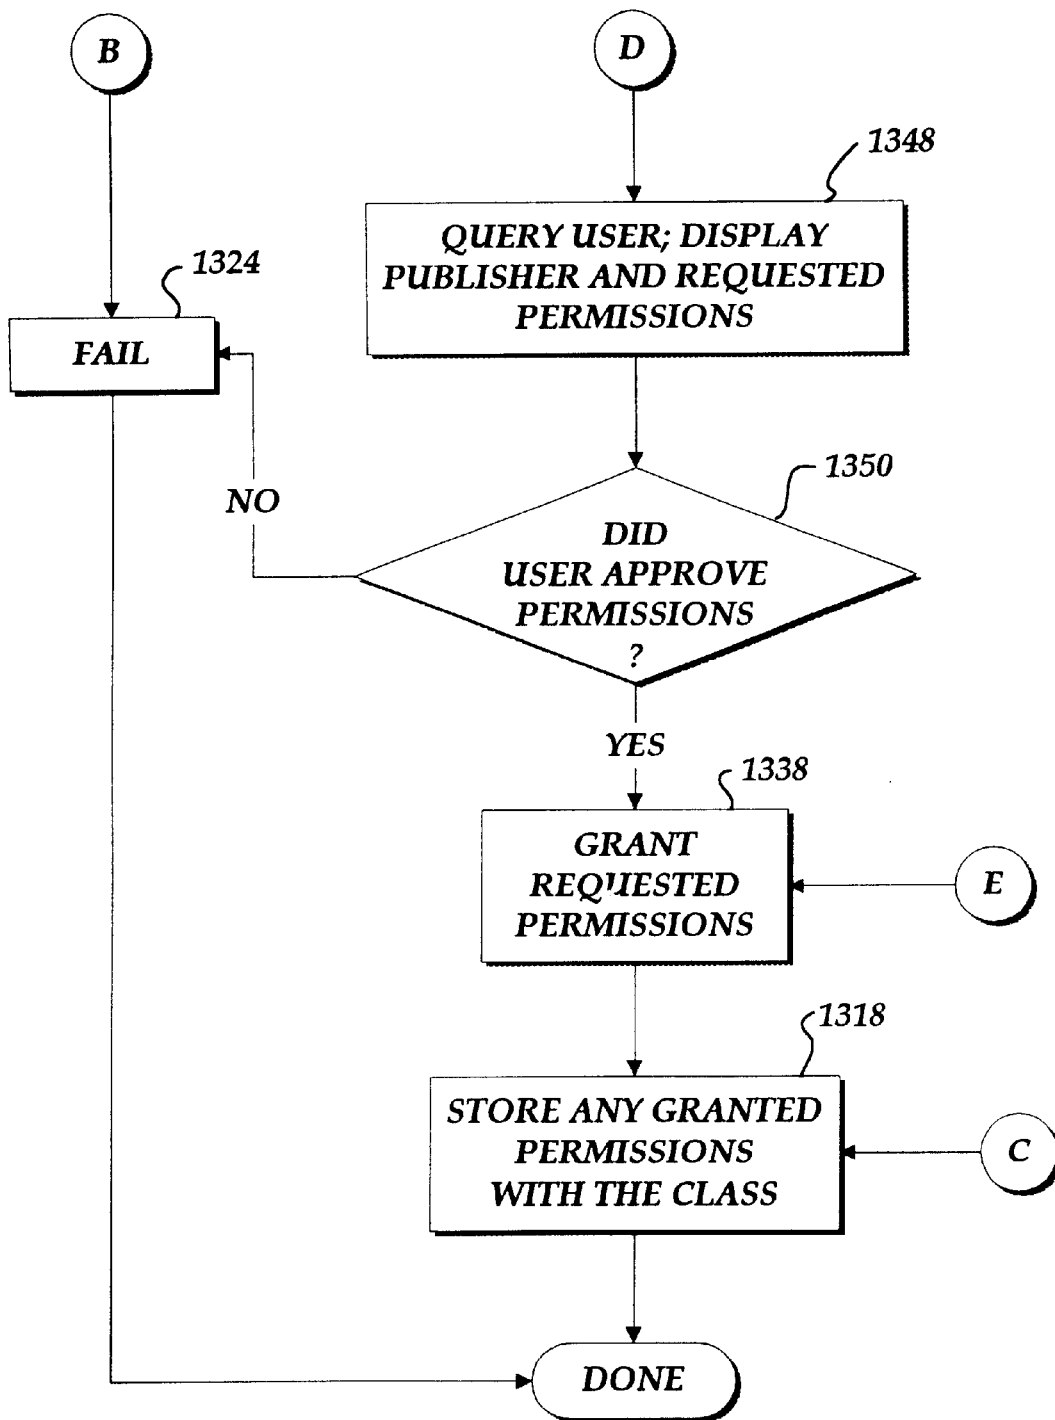 B
D
1348
QUERY USER; DISPLAY
PUBLISHER AND REQUESTED
PERMISSIONS
1324
FAIL
1350
NO
DID
USER APPROVE
PERMISSIONS
?
YES
1338
GRANT
REQUESTED
PERMISSIONS
E
1318
STORE ANY GRANTED
PERMISSIONS
WITH THE CLASS
C
DONE